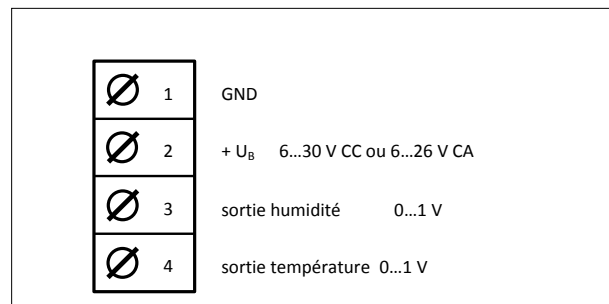 1 GND
2 + UB 6...30 V CC ou 6...26 V CA
3 sortie humidité 0...1 V
4 sortie température 0...1 V